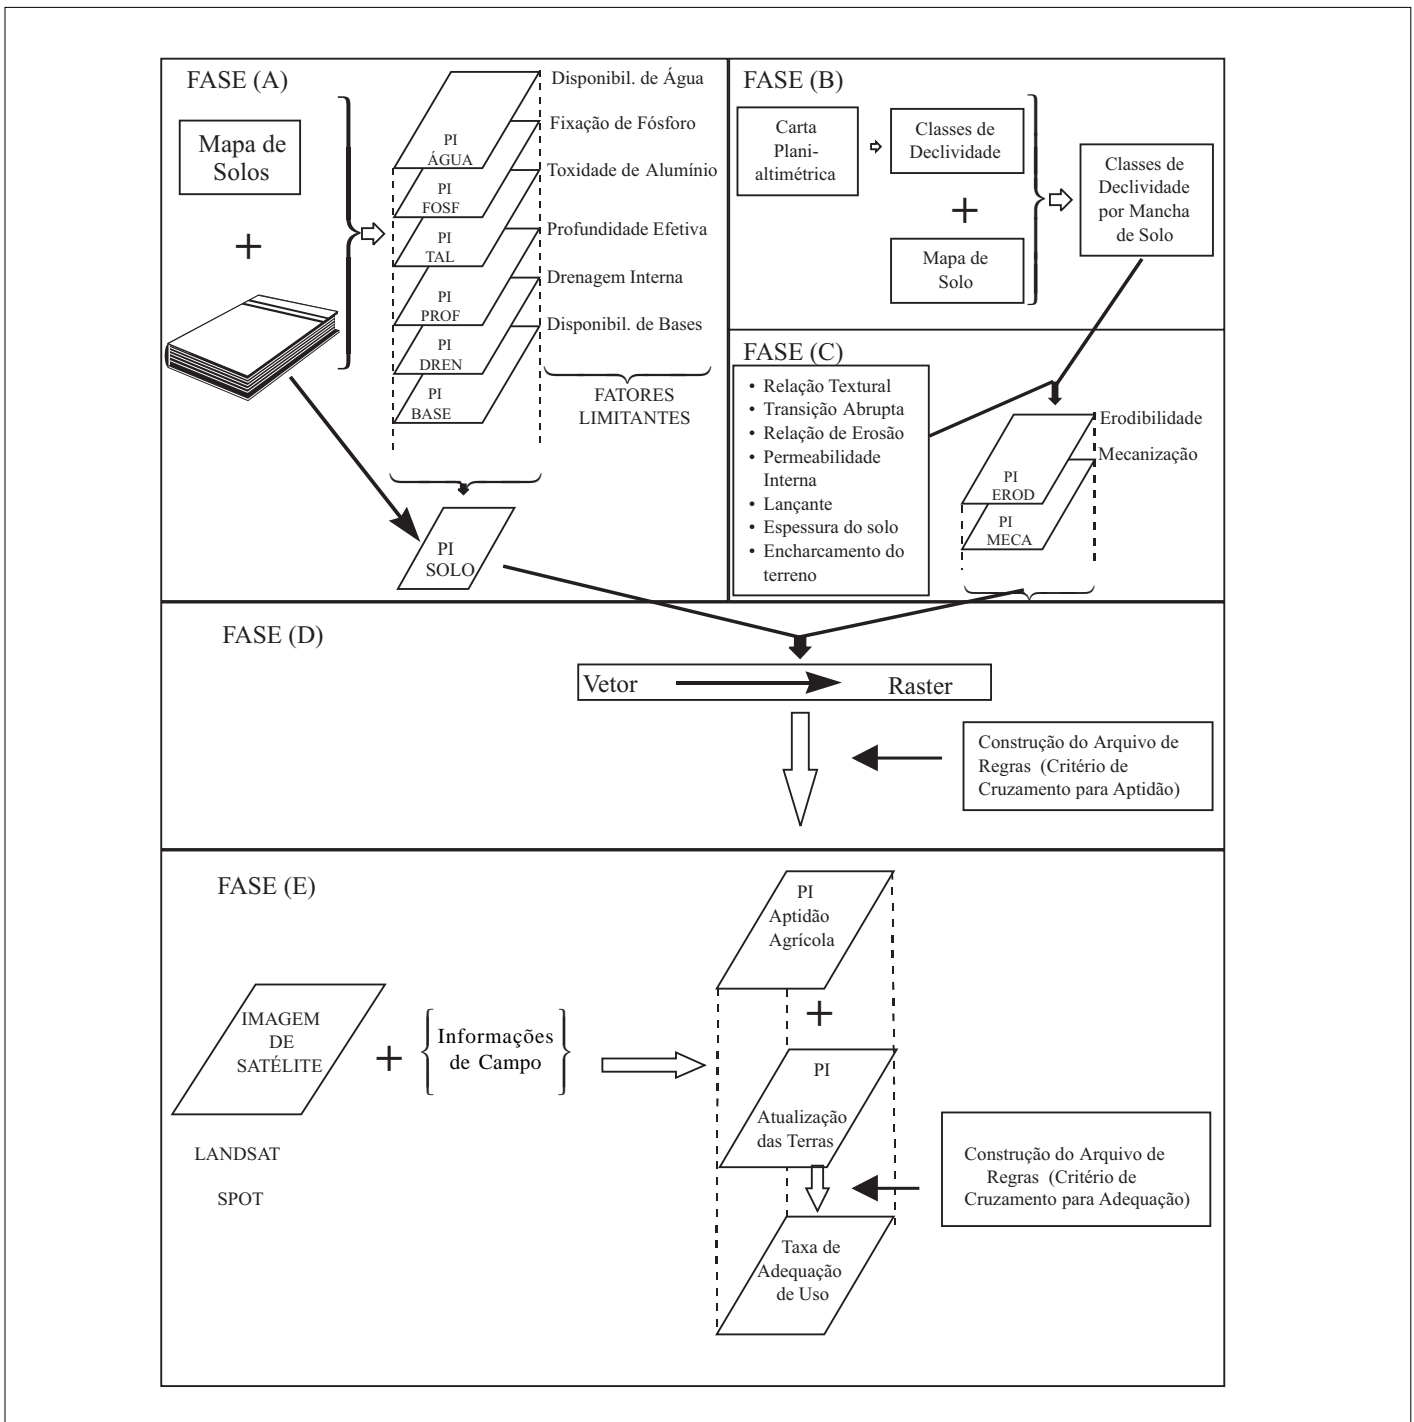 FASE (A)
Mapa de
Solos
+
PI
ÁGUA
PI
FOSF
PI
TAL
PI
PROF
PI
DREN
PI
BASE
Disponibil. de Água
Fixação de Fósforo
Toxidade de Alumínio
Profundidade Efetiva
Drenagem Interna
Disponibil. de Bases
FATORES
LIMITANTES
PI
SOLO
FASE (B)
Carta
Plani-
altimétrica
Classes de
Declividade
+
Mapa de
Solo
Classes de
Declividade
por Mancha
de Solo
FASE (C)
• Relação Textural
• Transição Abrupta
• Relação de Erosão
• Permeabilidade
Interna
• Lançante
• Espessura do solo
• Encharcamento do
terreno
PI
EROD
PI
MECA
Erodibilidade
Mecanização
FASE (D)
Vetor
Raster
Construção do Arquivo de
Regras (Critério de
Cruzamento para Aptidão)
FASE (E)
IMAGEM
DE
SATÉLITE
LANDSAT
SPOT
+
Informações
de Campo
PI
Aptidão
Agrícola
+
PI
Atualização
das Terras
Taxa de
Adequação
de Uso
Construção do Arquivo de
Regras (Critério de
Cruzamento para Adequação)